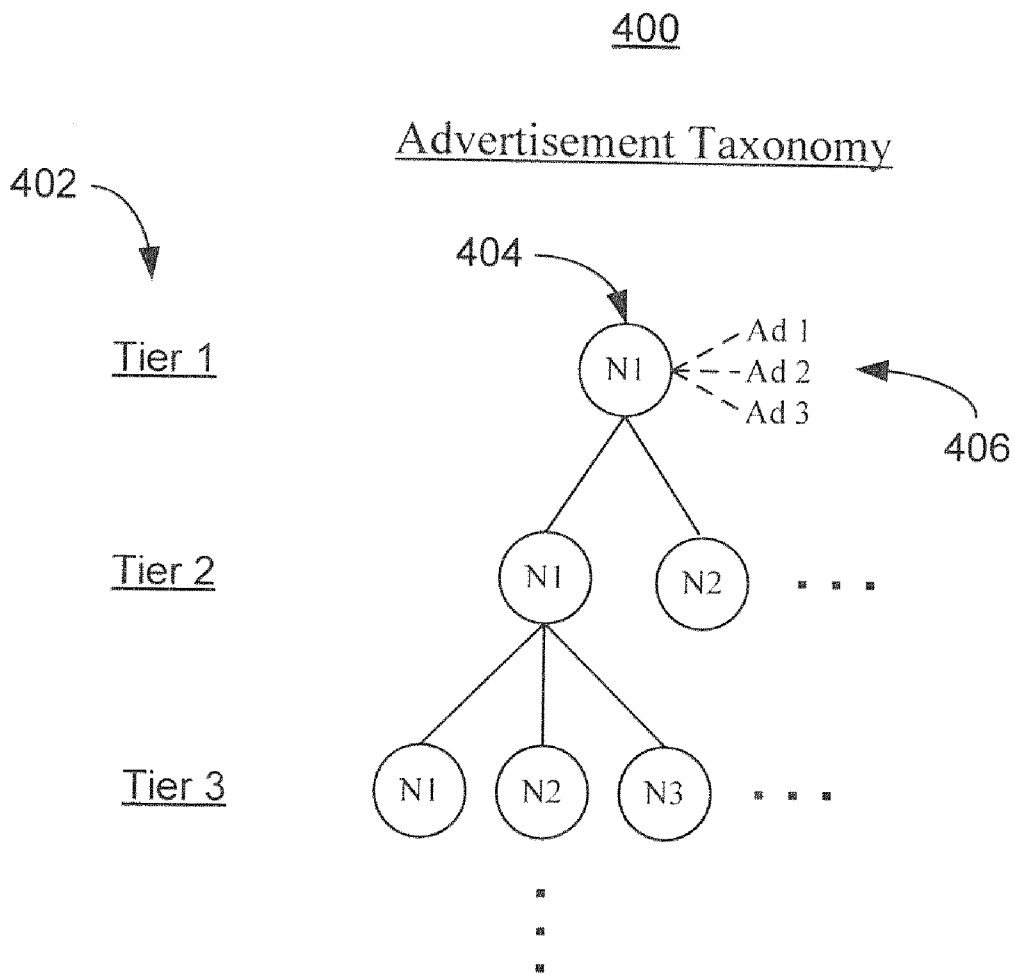 400
Advertisement Taxonomy
402
404
Tier 1
N1
Ad 1
Ad 2
Ad 3
406
Tier 2
N1 N2 . . .
Tier 3
N1 N2 N3 . . .
.
.
.